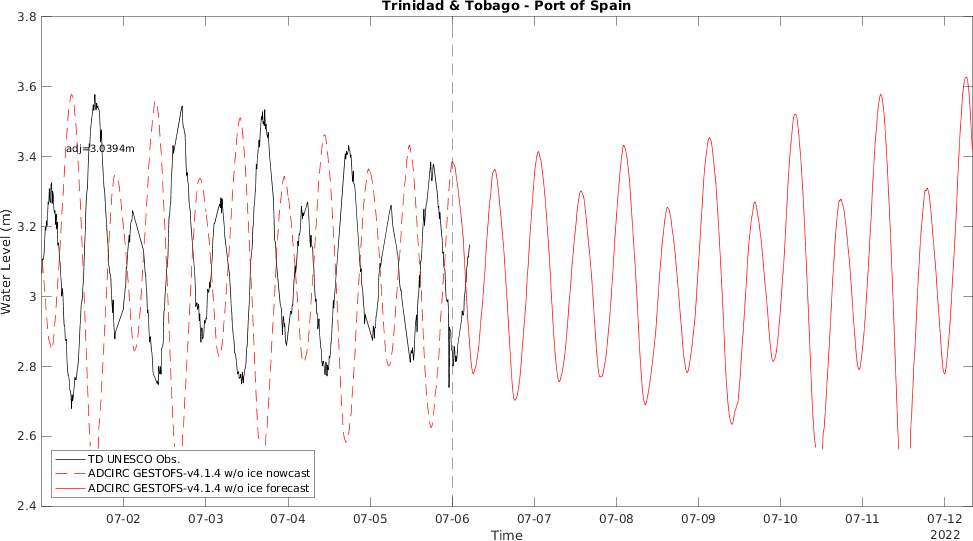 Trinidad & Tobago - Port of Spain
3.8
3.6
3.4
3.2
3
2.8
2.6
2.4
Water Level (m)
adj=3.0394m
TD UNESCO Obs.
ADCIRC GESTOFS-v4.1.4 w/o ice nowcast
ADCIRC GESTOFS-v4.1.4 w/o ice forecast
07-02 07-03 07-04 07-05 07-06 07-07 07-08 07-09 07-10 07-11 07-12
2022
Time